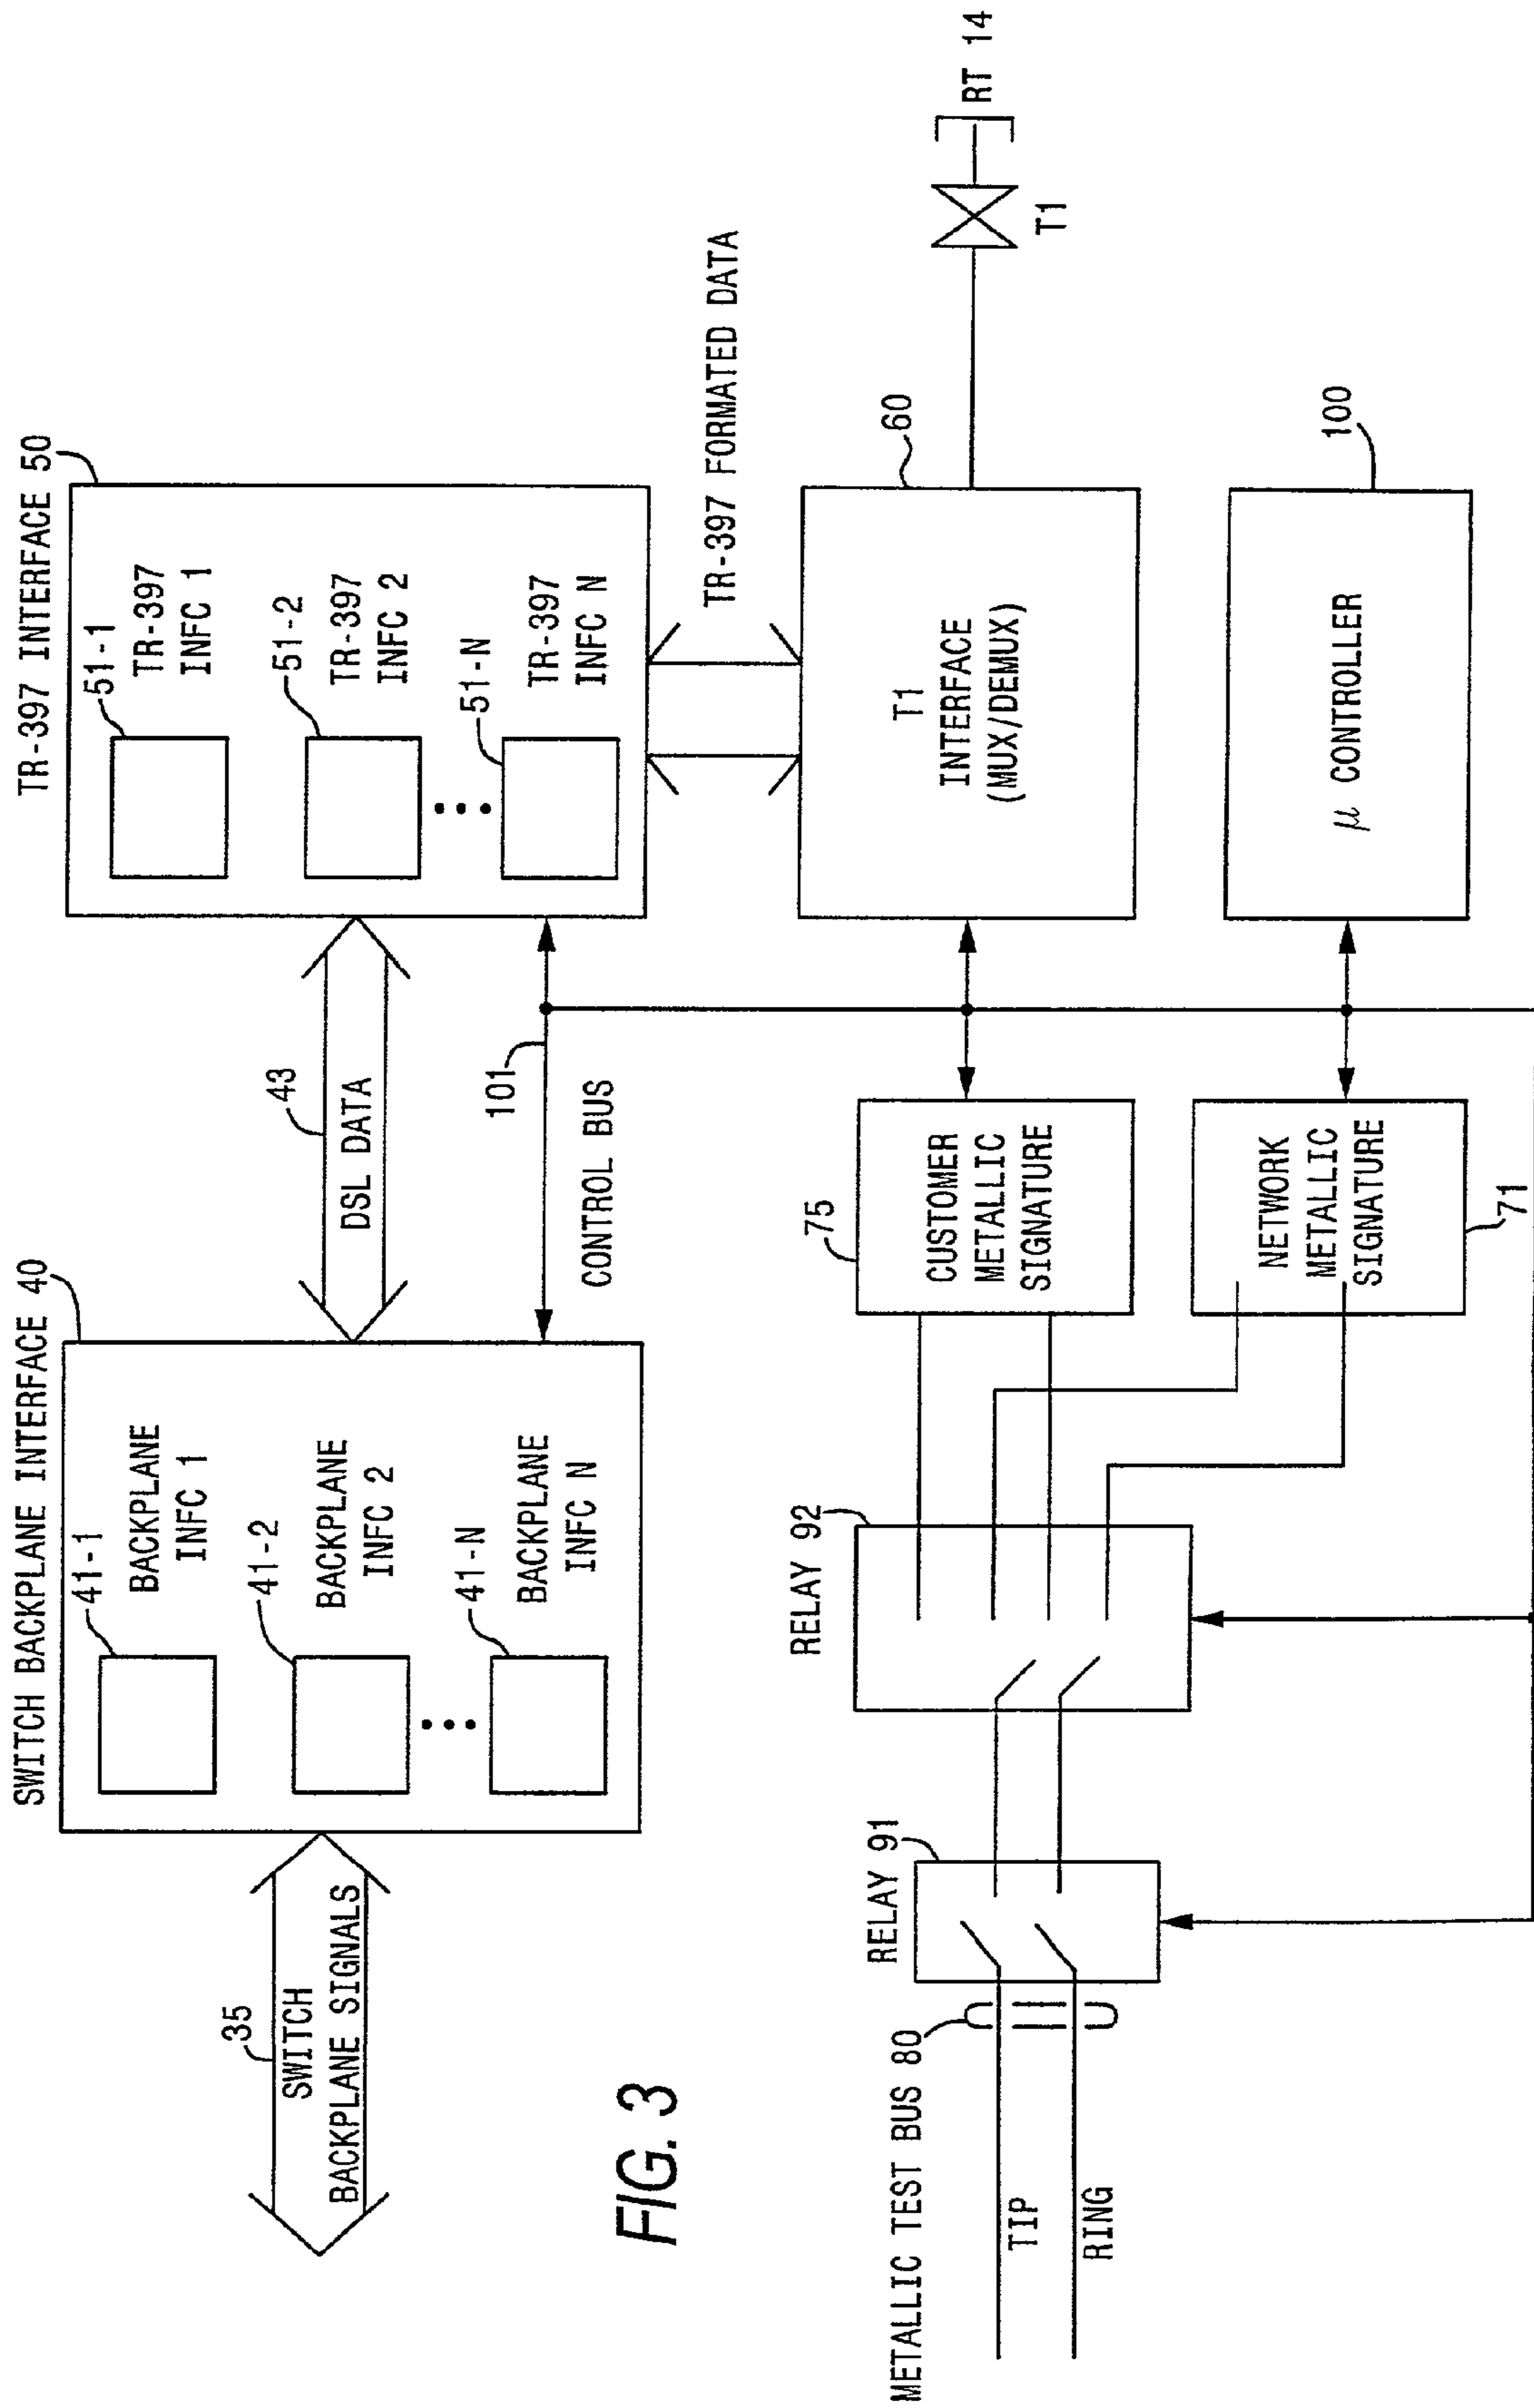 SWITCH BACKPLANE INTERFACE 40
TR-397 INTERFACE 50
35
SWITCH
BACKPLANE SIGNALS
41-1
BACKPLANE
INFC 1
41-2
BACKPLANE
INFC 2
41-N
BACKPLANE
INFC N
43
DSL DATA
101
CONTROL BUS
51-1
TR-397
INFC 1
51-2
TR-397
INFC 2
51-N
TR-397
INFC N
TR-397 FORMATED DATA
60
T1
INTERFACE
(MUX/DEMUX)
T1
RT 14
100
μ CONTROLLER
75
CUSTOMER
METALLIC
SIGNATURE
NETWORK
METALLIC
SIGNATURE
71
RELAY 92
RELAY 91
METALLIC TEST BUS 80
TIP
RING
FIG. 3